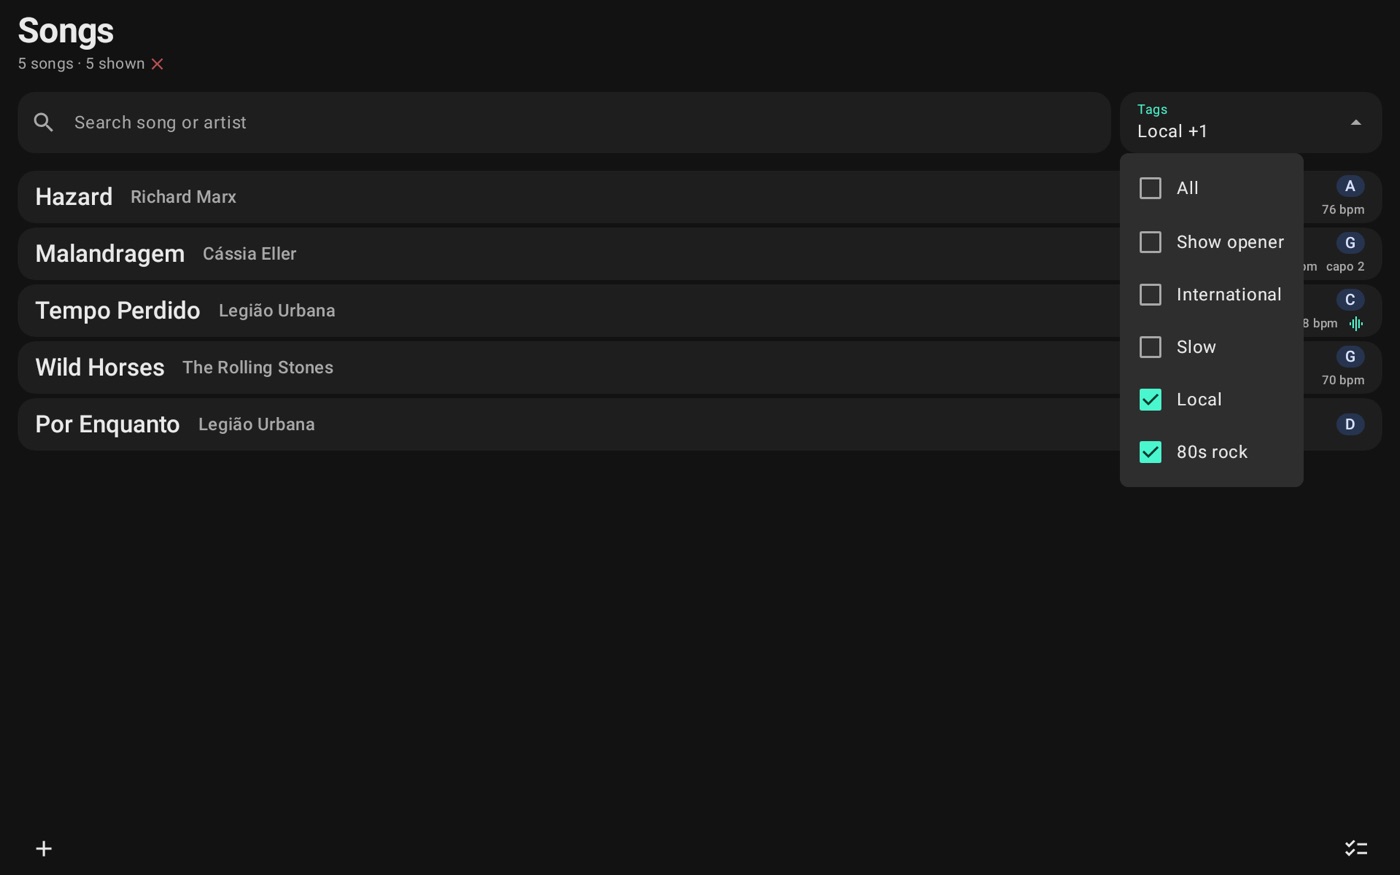 Songs
5 songs · 5 shown
Search song or artist
Tags
Local +1
Hazard Richard Marx
A
76 bpm
Malandragem Cássia Eller
G
capo 2
Tempo Perdido Legião Urbana
C
8 bpm
Wild Horses The Rolling Stones
G
70 bpm
Por Enquanto Legião Urbana
D
All
Show opener
International
Slow
Local
80s rock